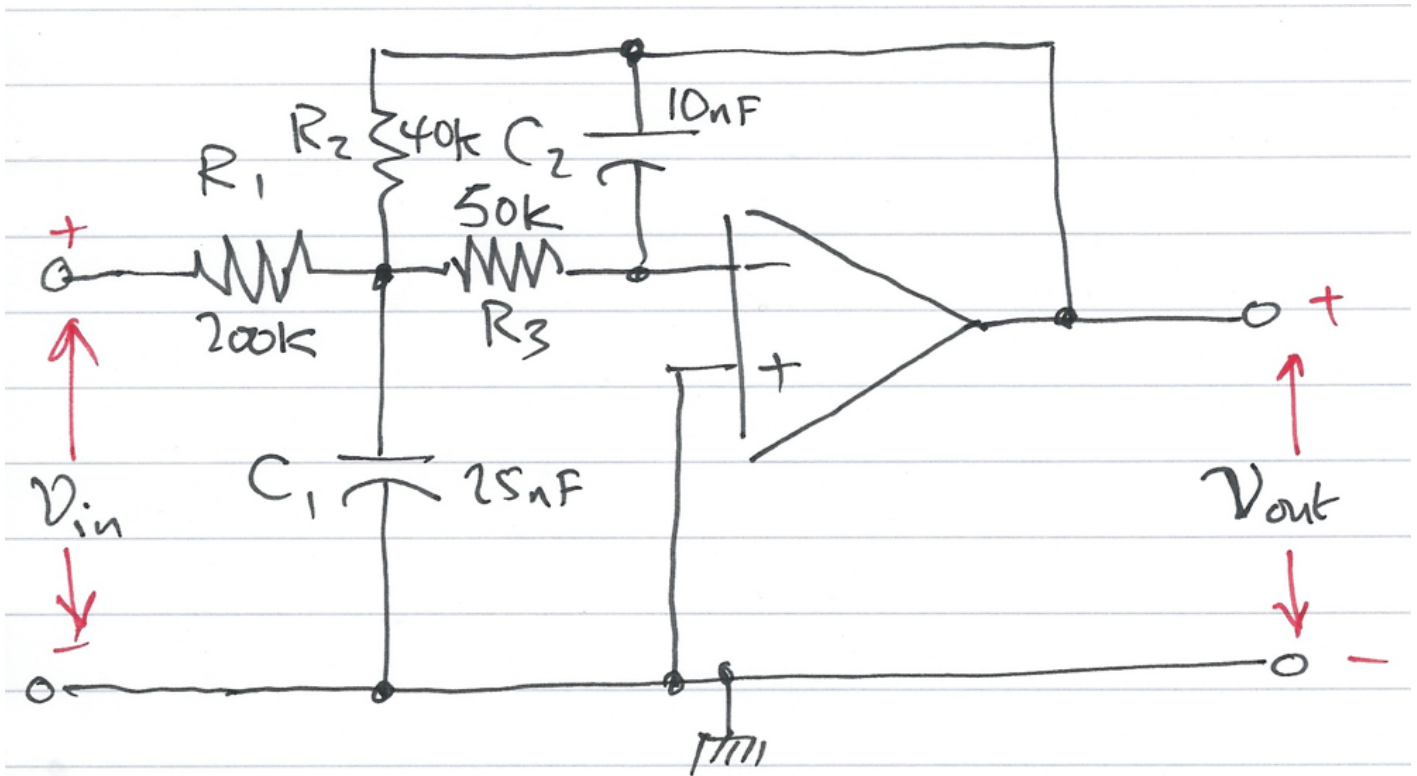 10nF
R2 40k C2
R1
50k
+
−
200k
R3
+
+
C1 25nF
Vin
Vout
−
−